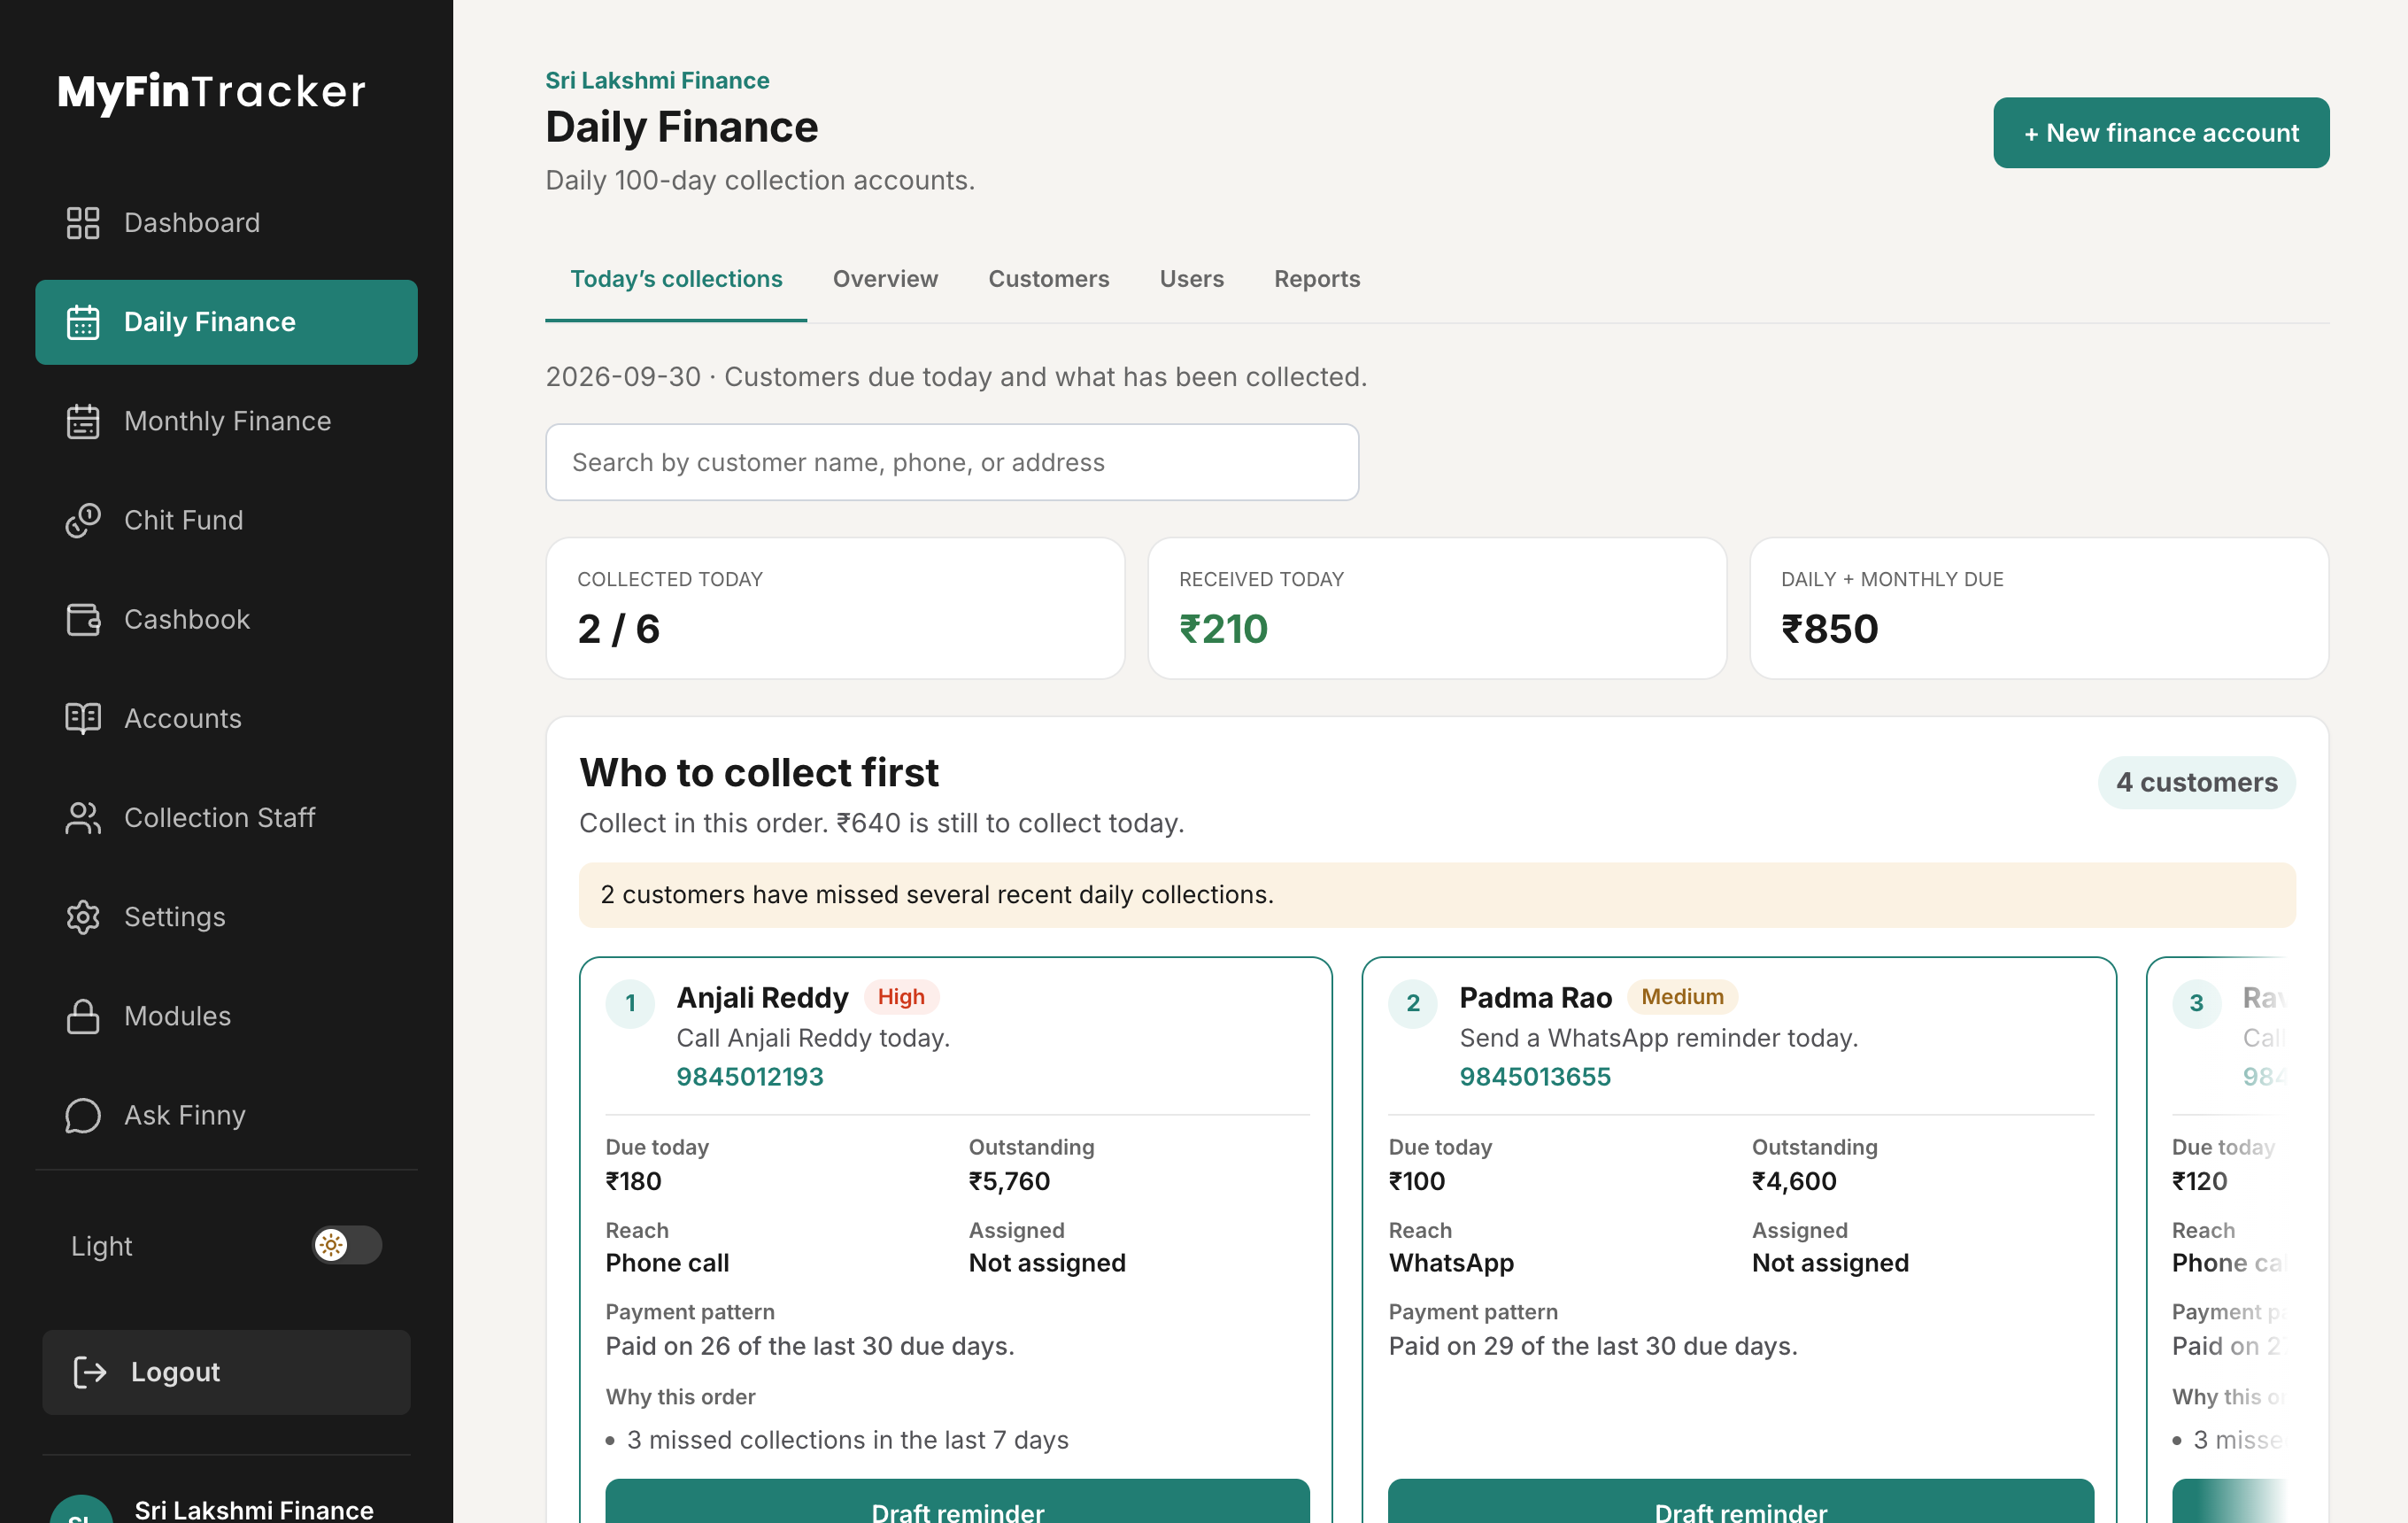 MyFinTracker
Dashboard
Daily Finance
Monthly Finance
Chit Fund
Cashbook
Accounts
Collection Staff
Settings
Modules
Ask Finny
Light
Logout
Sri Lakshmi Finance
Sri Lakshmi Finance
Daily Finance
Daily 100-day collection accounts.
+ New finance account
Today’s collections
Overview
Customers
Users
Reports
2026-09-30 · Customers due today and what has been collected.
Search by customer name, phone, or address
COLLECTED TODAY
2 / 6
RECEIVED TODAY
₹210
DAILY + MONTHLY DUE
₹850
Who to collect first
Collect in this order. ₹640 is still to collect today.
4 customers
2 customers have missed several recent daily collections.
1
Anjali Reddy
High
Call Anjali Reddy today.
9845012193
Due today
₹180
Outstanding
₹5,760
Reach
Phone call
Assigned
Not assigned
Payment pattern
Paid on 26 of the last 30 due days.
Why this order
• 3 missed collections in the last 7 days
Draft reminder
2
Padma Rao
Medium
Send a WhatsApp reminder today.
9845013655
Due today
₹100
Outstanding
₹4,600
Reach
WhatsApp
Assigned
Not assigned
Payment pattern
Paid on 29 of the last 30 due days.
Draft reminder
3
Due today
₹120
Reach
Phone
Payment
Paid on
Why this
• 3